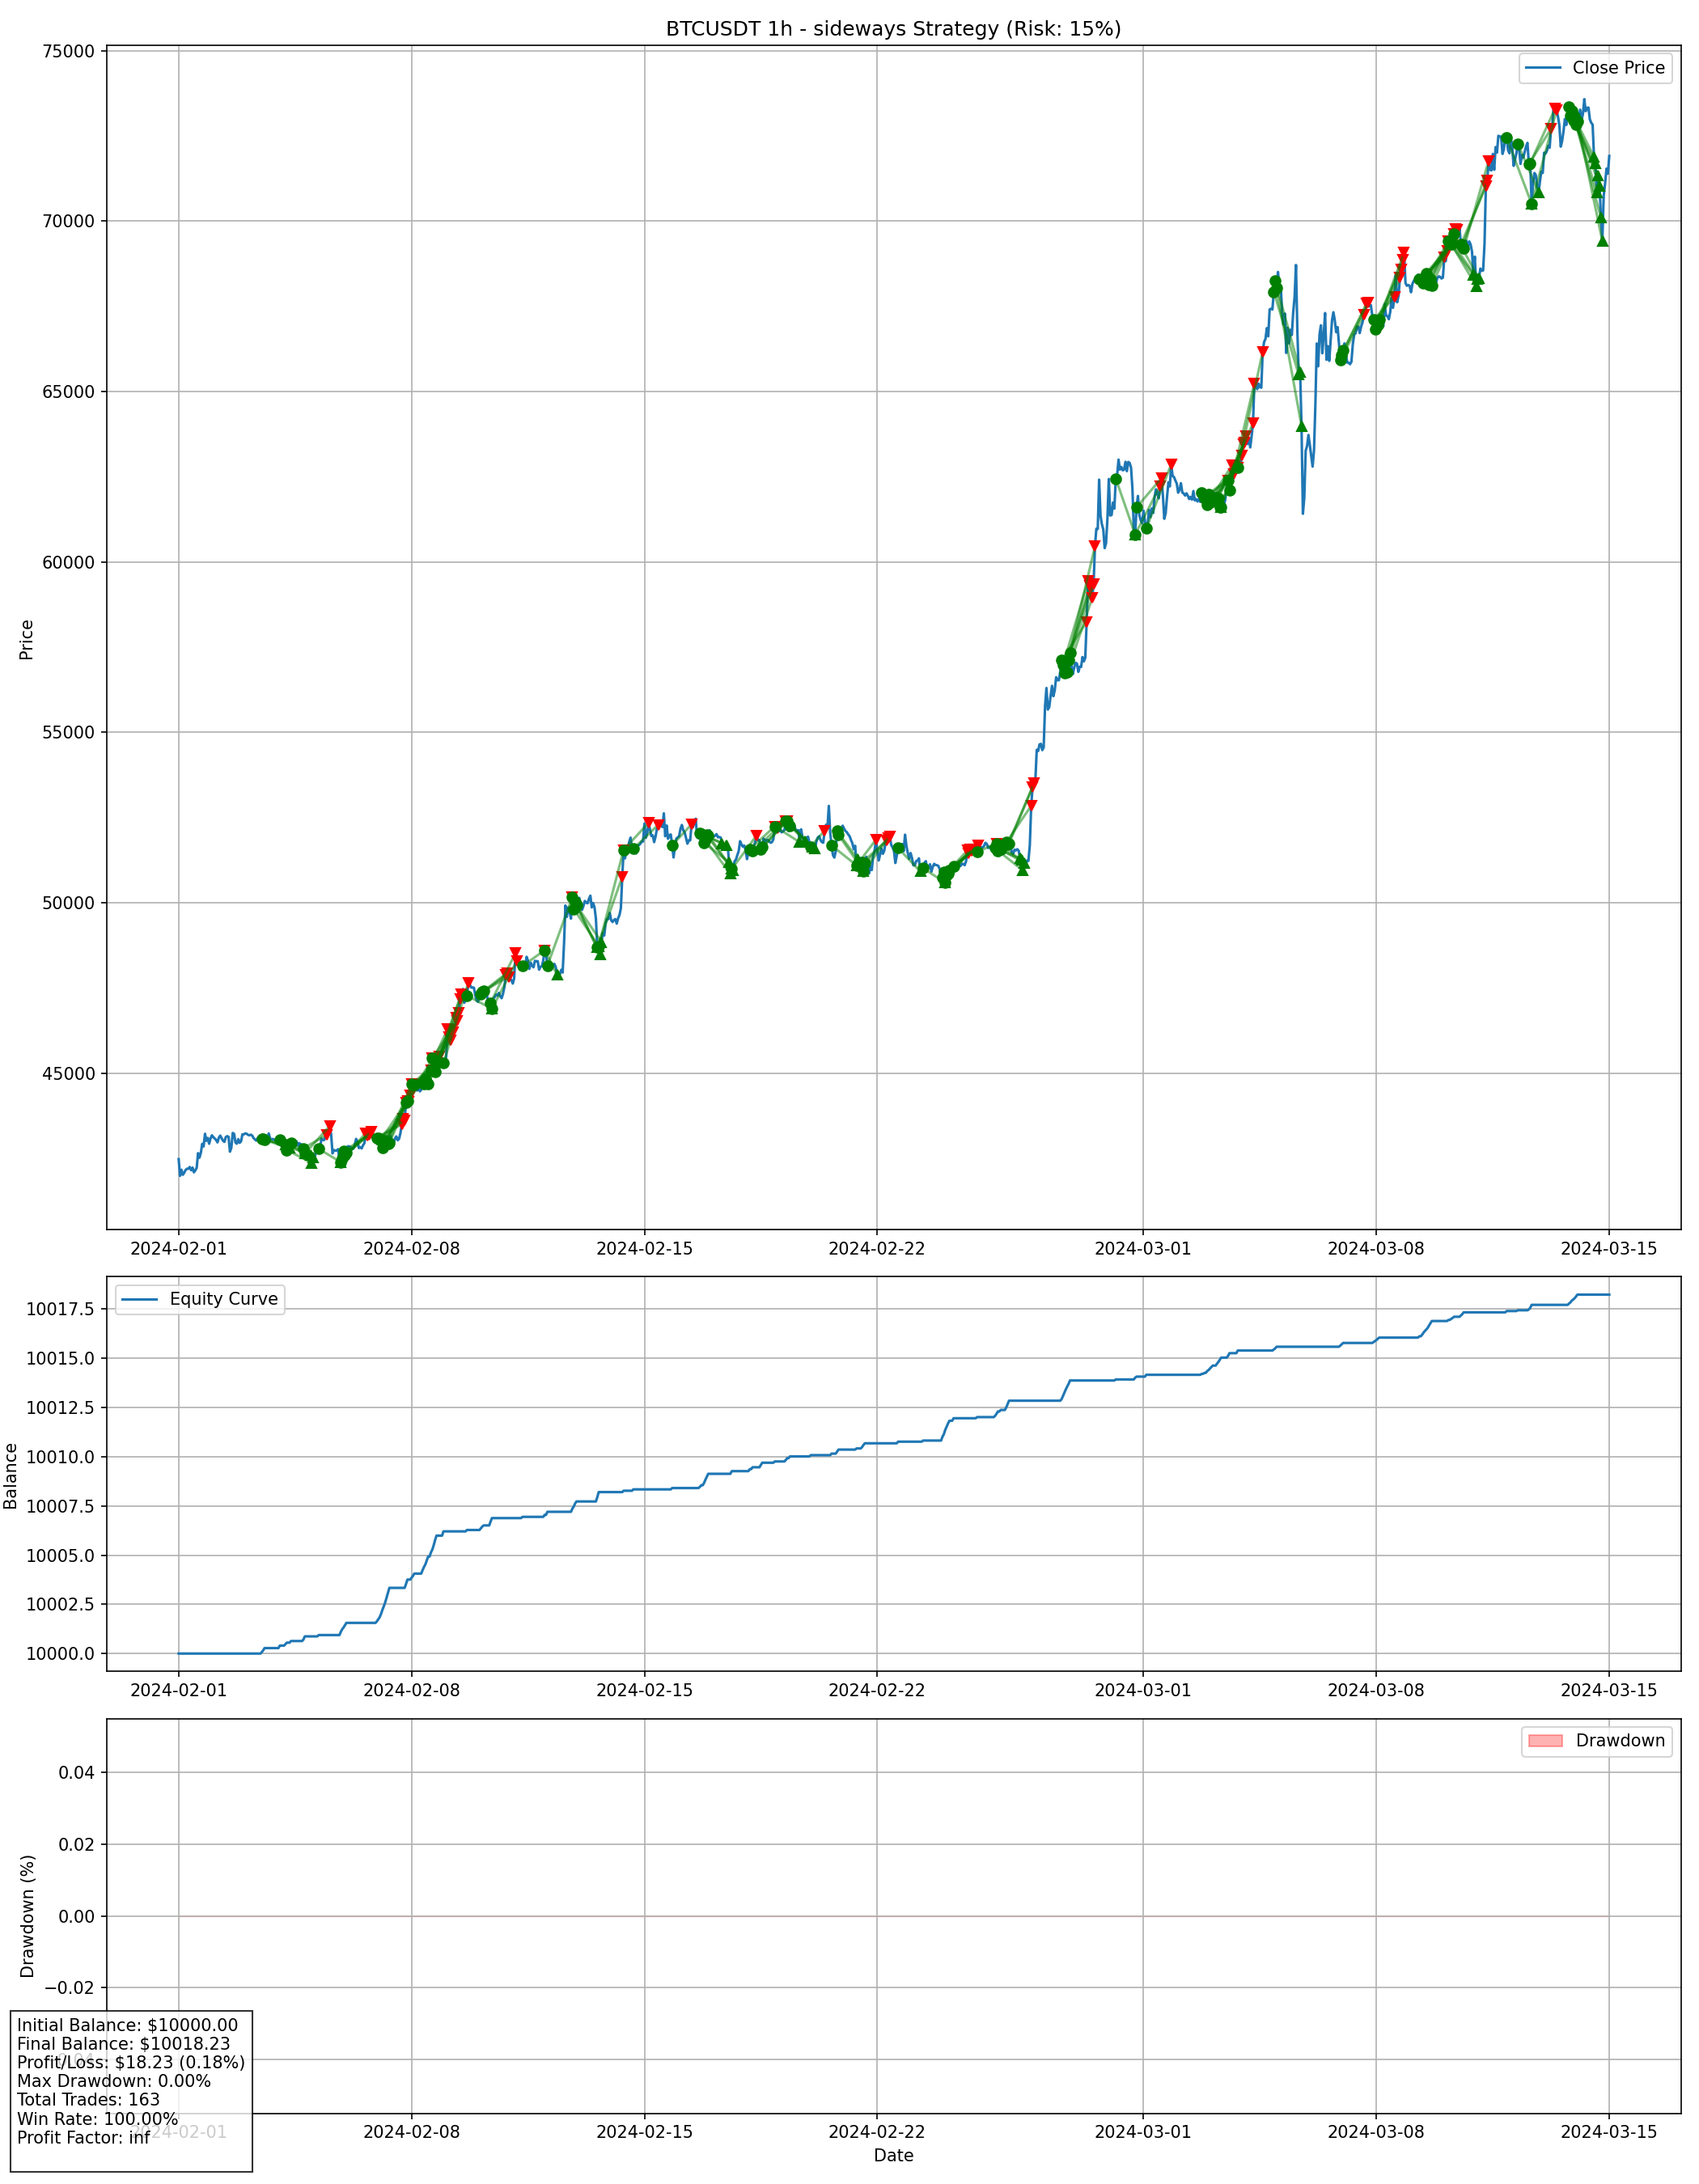 BTCUSDT 1h - sideways Strategy (Risk: 15%)
Close Price
75000
70000
65000
60000
55000
50000
45000
Price
2024-02-01 2024-02-08 2024-02-15 2024-02-22 2024-03-01 2024-03-08 2024-03-15
Equity Curve
10017.5
10015.0
10012.5
10010.0
10007.5
10005.0
10002.5
10000.0
Balance
2024-02-01 2024-02-08 2024-02-15 2024-02-22 2024-03-01 2024-03-08 2024-03-15
Drawdown
0.04
0.02
0.00
−0.02
Drawdown (%)
Initial Balance: $10000.00
Final Balance: $10018.23
Profit/Loss: $18.23 (0.18%)
Max Drawdown: 0.00%
Total Trades: 163
Win Rate: 100.00%
Profit Factor: inf
2024-02-01 2024-02-08 2024-02-15 2024-02-22 2024-03-01 2024-03-08 2024-03-15
Date